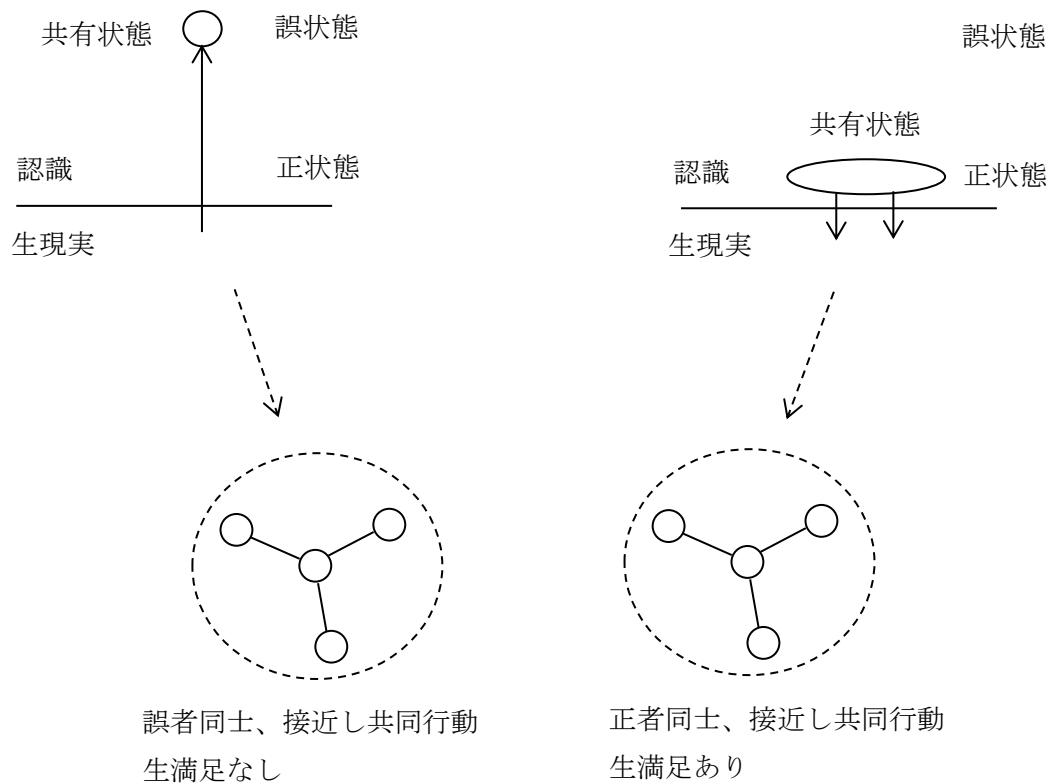 共有状態
誤状態
認識
正状態
生現実
誤者同士、接近し共同行動
生満足なし
誤状態
共有状態
認識
正状態
生現実
正者同士、接近し共同行動
生満足あり